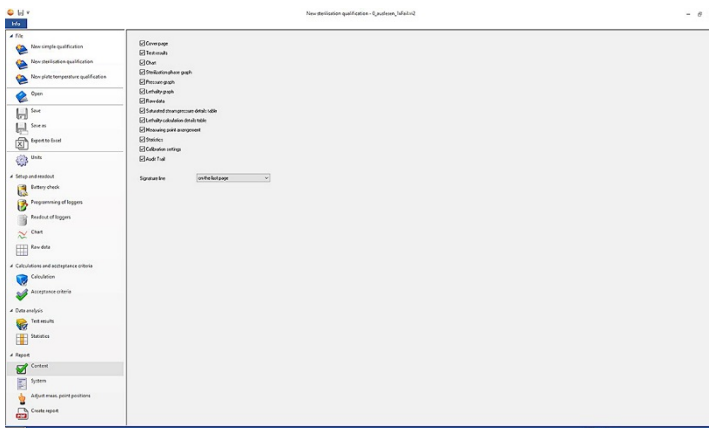 New sterilisation qualification - 0_auslesen_
Info
File
New simple qualification
New sterilisation qualification
New plate temperature qualification
Open
Save
Save as
Export to Excel
Units
Setup and readout
Battery check
Programming of loggers
Readout of loggers
Chart
Raw data
Calculations and acceptance criteria
Calculation
Acceptance criteria
Data analysis
Test results
Statistics
Report
Content
System
Adjust meas. point positions
Create report
Cover page
Test results
Chart
Sterilization phase graph
Pressure graph
Lethality graph
Raw data
Saturated steam pressure details table
Lethality calculation details table
Measuring point arrangement
Statistics
Calibration settings
Audit Trail
Signature line
on the last page